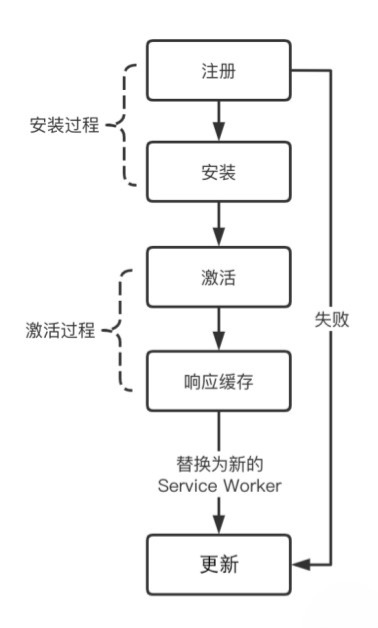 注册
安装过程
安装
激活
激活过程
失败
响应缓存
替换为新的
Service Worker
更新